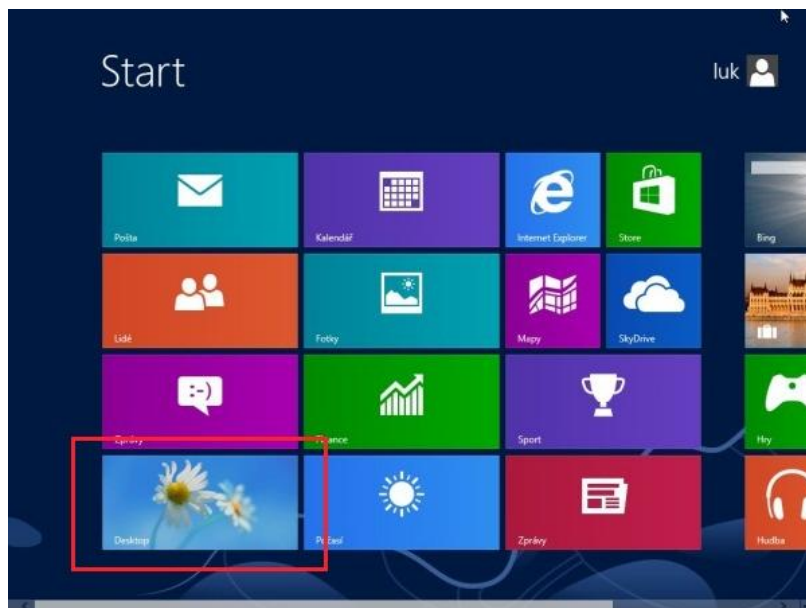 Start
luk
Pošta
Kalendář
Internet Explorer
Store
Bing
Lidé
Fotky
Mapy
SkyDrive
:-)
Zprávy
Finance
Sport
Hry
Desktop
Počasí
Zprávy
Hudba